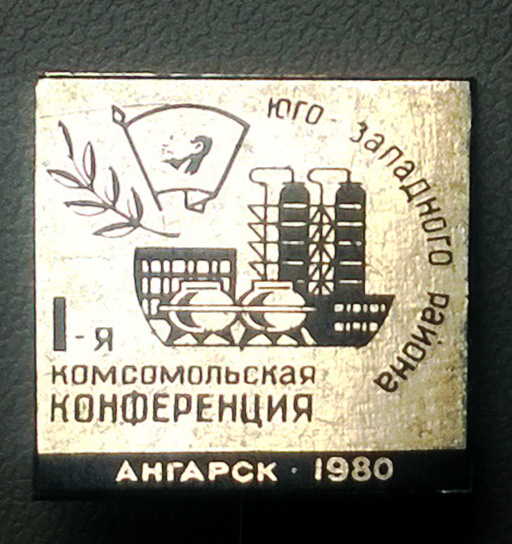 юго-западного района
I-я
комсомольская
КОНФЕРЕНЦИЯ
АНГАРСК · 1980